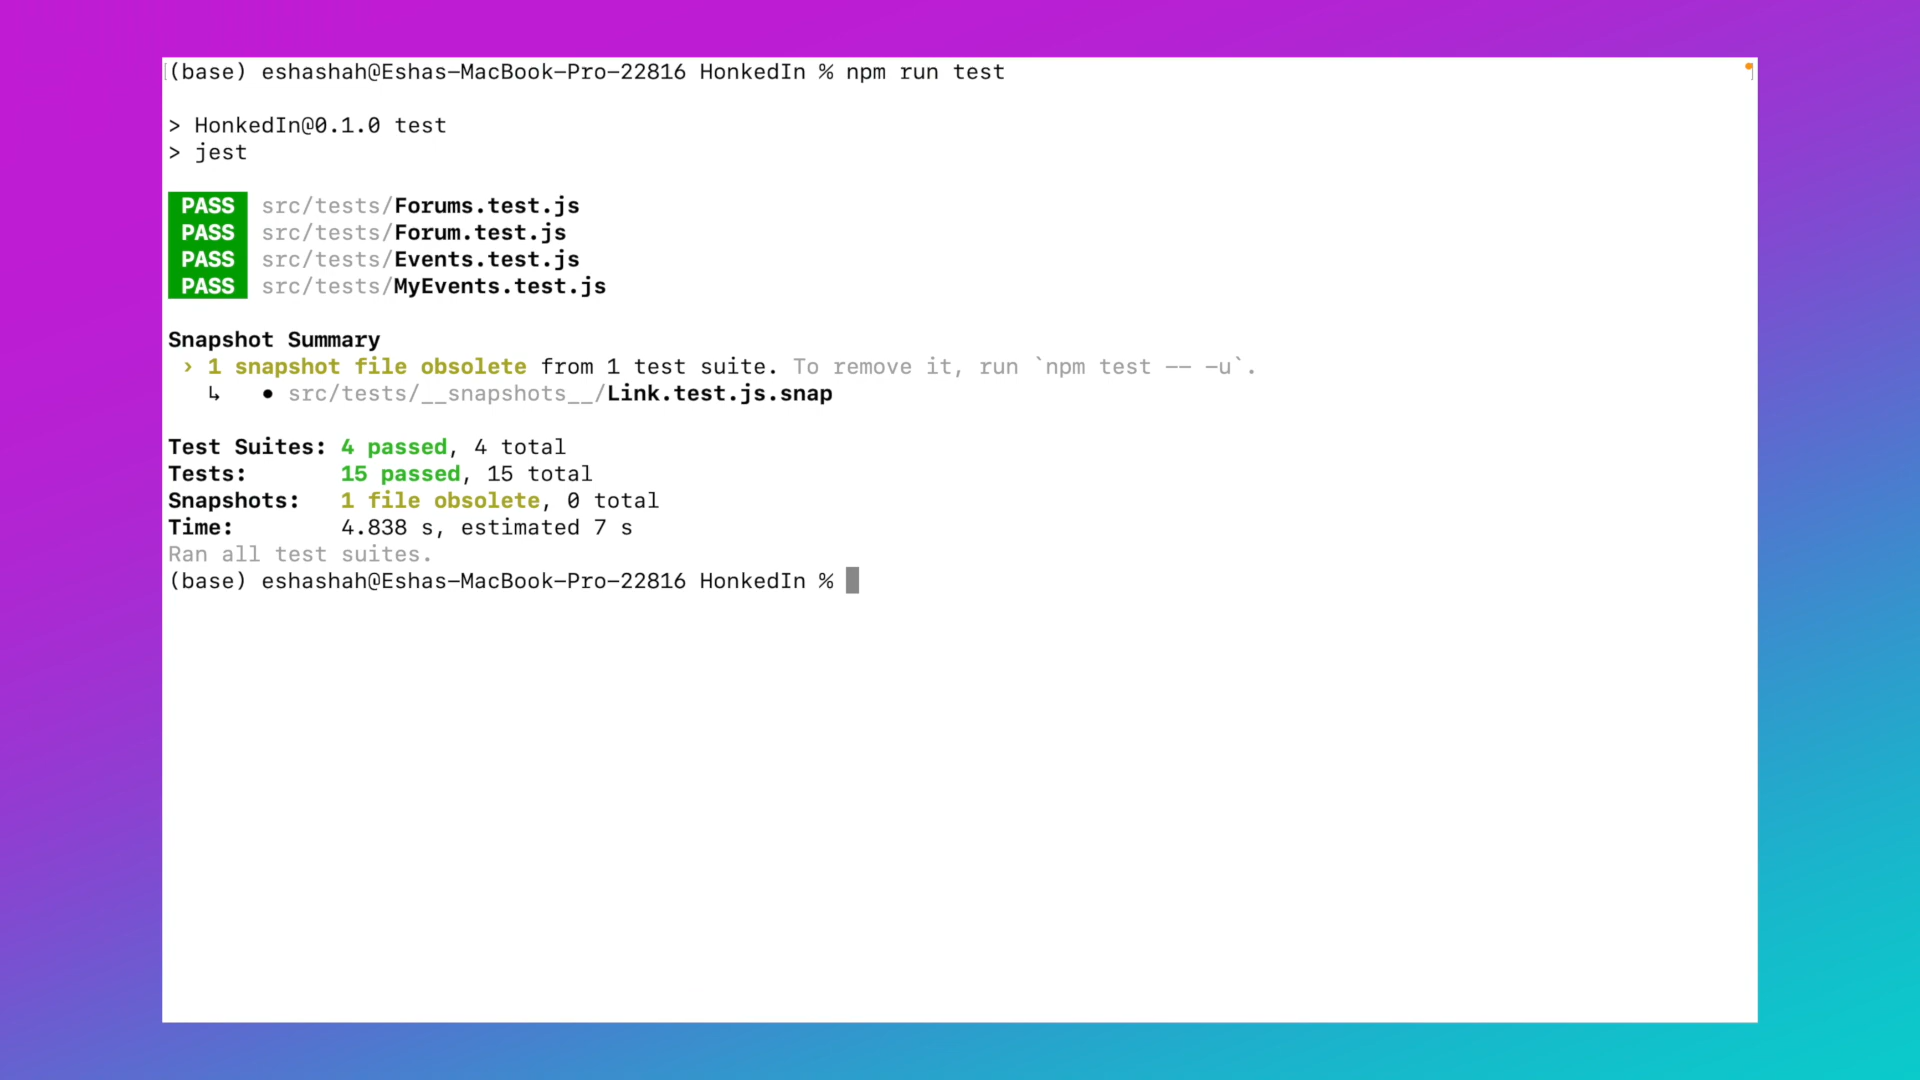 (base) eshashah@Eshas-MacBook-Pro-22816 HonkedIn % npm run test
> HonkedIn@0.1.0 test
> jest
PASS src/tests/Forums.test.js
PASS src/tests/Forum.test.js
PASS src/tests/Events.test.js
PASS src/tests/MyEvents.test.js
Snapshot Summary
› 1 snapshot file obsolete from 1 test suite. To remove it, run `npm test -- -u`.
↳ • src/tests/__snapshots__/Link.test.js.snap
Test Suites: 4 passed, 4 total
Tests: 15 passed, 15 total
Snapshots: 1 file obsolete, 0 total
Time: 4.838 s, estimated 7 s
Ran all test suites.
(base) eshashah@Eshas-MacBook-Pro-22816 HonkedIn %